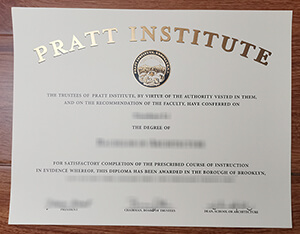 PRATT INSTITUTE
THE TRUSTEES OF PRATT INSTITUTE, BY VIRTUE OF THE AUTHORITY VESTED IN THEM,
AND ON THE RECOMMENDATION OF THE FACULTY, HAVE CONFERRED ON
THE DEGREE OF
FOR SATISFACTORY COMPLETION OF THE PRESCRIBED COURSE OF INSTRUCTION
IN EVIDENCE WHEREOF, THIS DIPLOMA HAS BEEN AWARDED IN THE BOROUGH OF BROOKLYN,
PRESIDENT
CHAIRMAN, BOARD OF TRUSTEES
DEAN, SCHOOL OF ARCHITECTURE